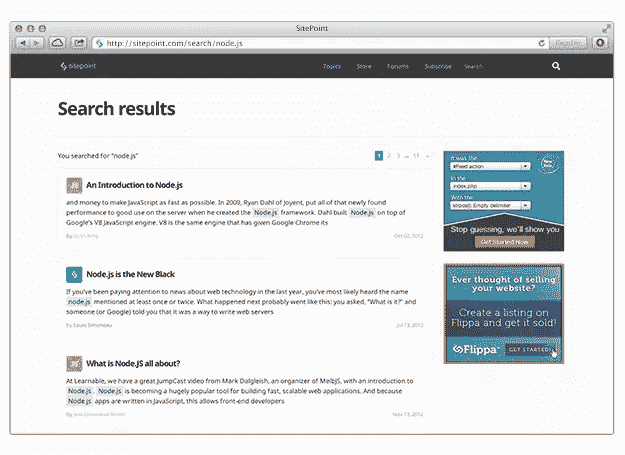 SitePoint
http://sitepoint.com/search/node.js
Reader
sitepoint
Topics Store Forums Subscribe Search
Search results
You searched for "node.js"
1 2 3 ... 11 »
An Introduction to Node.js
and money to make JavaScript as fast as possible. In 2009, Ryan Dahl of Joyent, put all of that newly found
performance to good use on the server when he created the Node.js framework. Dahl built Node.js on top of
Google's V8 JavaScript engine. V8 is the same engine that has given Google Chrome its
by
Oct 02, 2012
Node.js is the New Black
If you've been paying attention to news about web technology in the last year, you've most likely heard the name
node.js mentioned at least once or twice. What happened next probably went like this: you asked, "What is it?" and
someone (or Google) told you that it was a way to write web servers
by Louis Simoneau
Jul 13, 2010
What is Node.JS all about?
At Learnable, we have a great JumpCast video from Mark Dalgleish, an organizer of MelbJS, with an introduction to
Node.js. Node.js is becoming a hugely popular tool for building fast, scalable web applications. And because
Node.js apps are written in JavaScript, this allows front-end developers
by
Nov 13, 2012
It was the
#Feed action
In the
index.php
With the
strpos(): Empty delimiter
Stop guessing, we'll show you
Get Started Now
Ever thought of selling
your website?
Create a listing on
Flippa and get it sold!
Flippa
GET STARTED